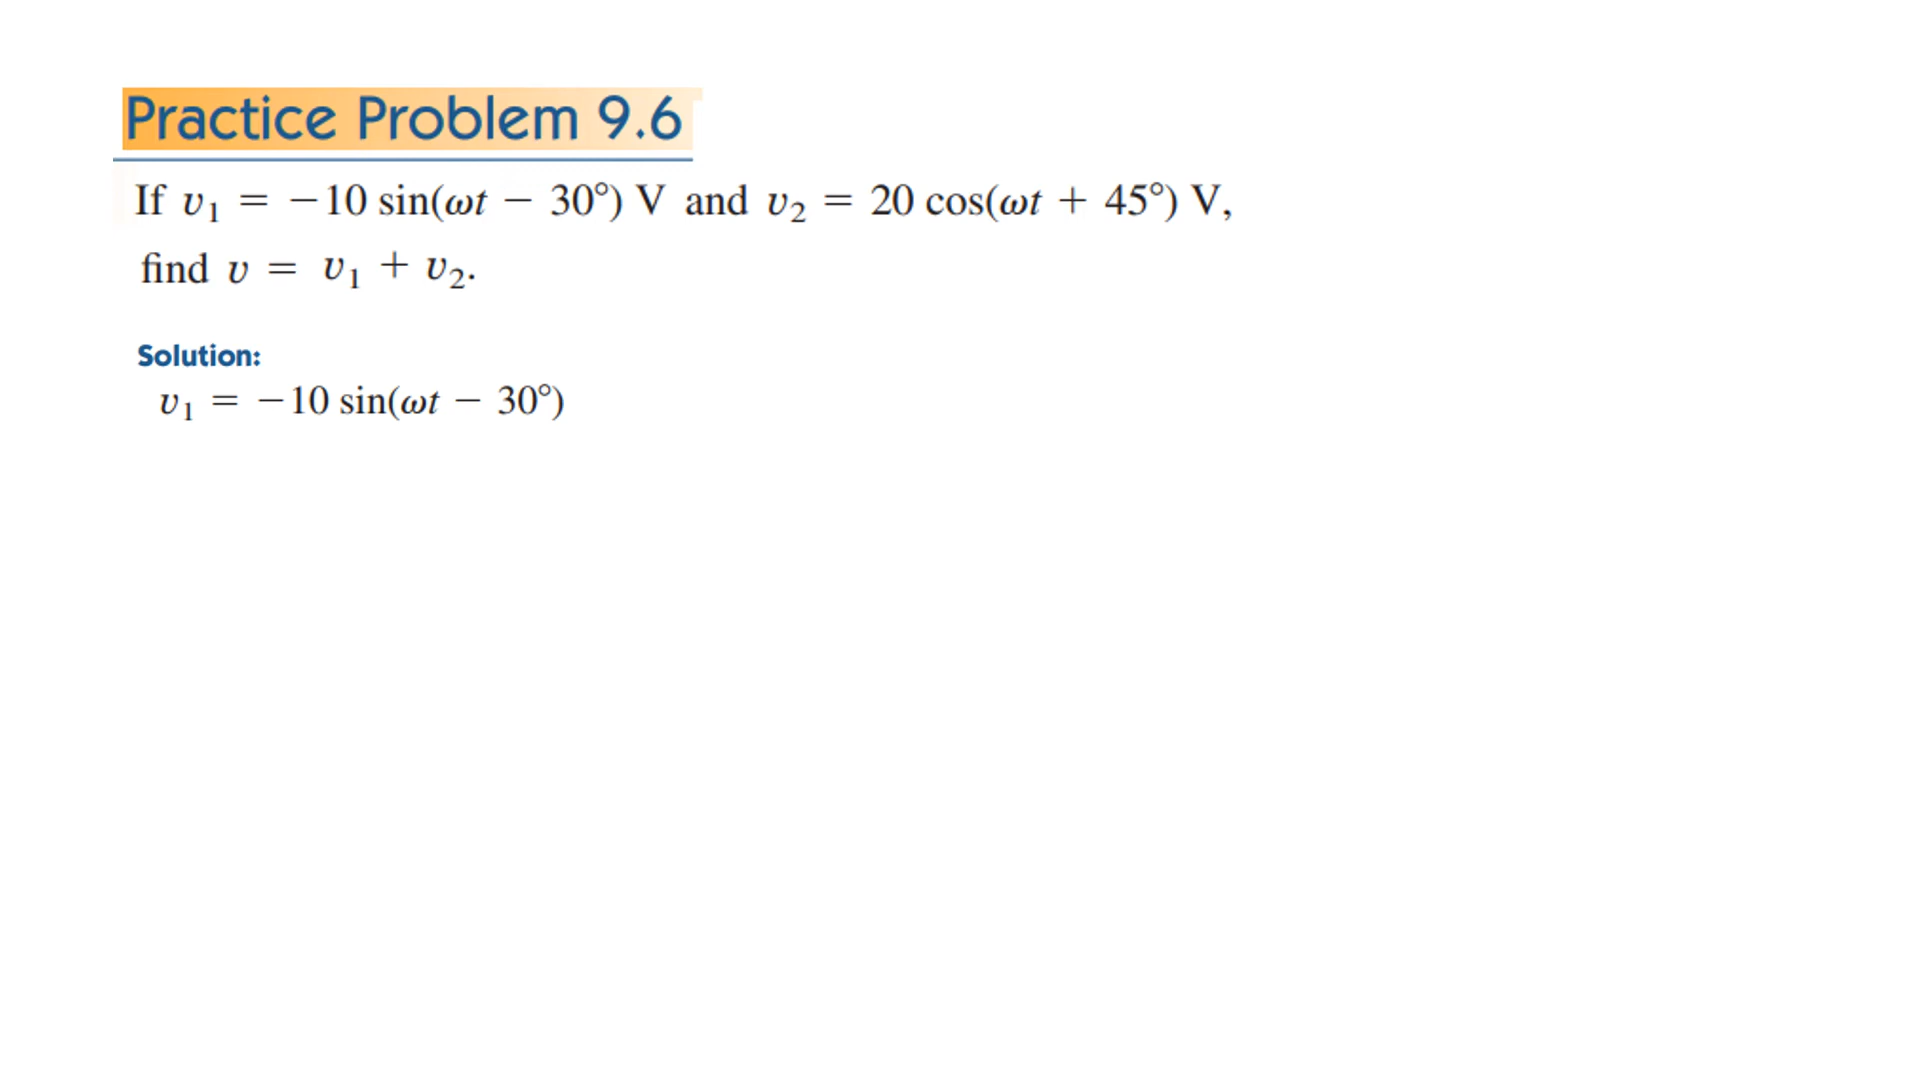 Practice Problem 9.6
If v₁ = −10 sin(ωt − 30°) V and v₂ = 20 cos(ωt + 45°) V,
find v = v₁ + v₂.
Solution:
v₁ = −10 sin(ωt − 30°)